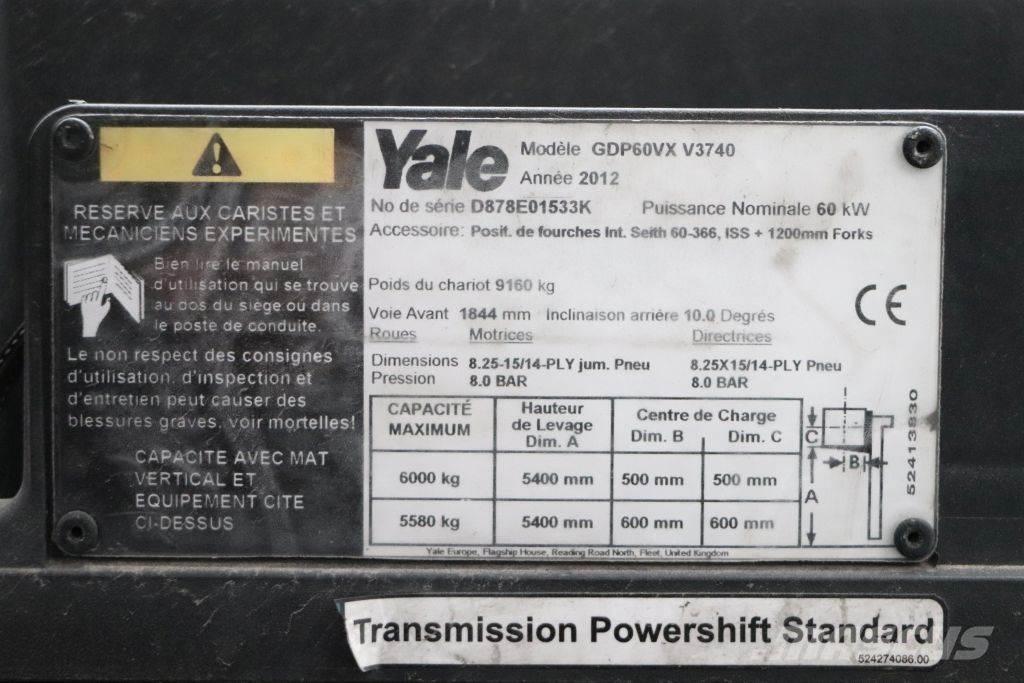 RESERVE AUX CARISTES ET
MECANICIENS EXPERIMENTES
Bien lire le manuel
d'utilisation qui se trouve
au dos du siège ou dans
le poste de conduite.
Le non respect des consignes
d'utilisation, d'inspection et
d'entretien peut causer des
blessures graves, voir mortelles!
CAPACITE AVEC MAT
VERTICAL ET
EQUIPEMENT CITE
CI-DESSUS
Yale
Modèle GDP60VX V3740
Année 2012
No de série D878E01533K Puissance Nominale 60 kW
Accessoire: Posit. de fourches Int. Seith 60-366, ISS + 1200mm Forks
Poids du chariot 9160 kg
CE
Voie Avant 1844 mm Inclinaison arrière 10.0 Degrés
Roues Motrices Directrices
Dimensions 8.25-15/14-PLY jum. Pneu 8.25X15/14-PLY Pneu
Pression 8.0 BAR 8.0 BAR
CAPACITÉ MAXIMUM Hauteur de Levage Dim. A Centre de Charge Dim. B Dim. C
6000 kg 5400 mm 500 mm 500 mm
5580 kg 5400 mm 600 mm 600 mm
C
B
A
52413830
Yale Europe, Flagship House, Reading Road North, Fleet, United Kingdom
Transmission Powershift Standard
524274086.00
MASCUS